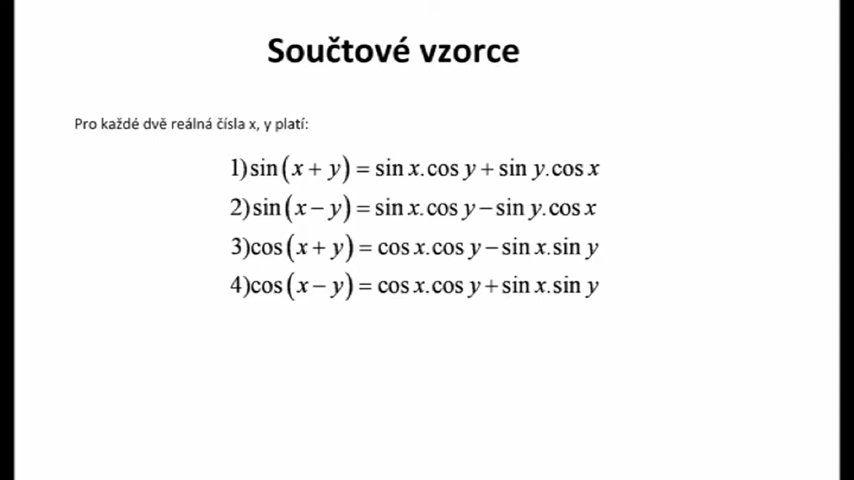 Součtové vzorce
Pro každé dvě reálná čísla x, y platí:
1)sin(x + y) = sin x.cos y + sin y.cos x
2)sin(x − y) = sin x.cos y − sin y.cos x
3)cos(x + y) = cos x.cos y − sin x.sin y
4)cos(x − y) = cos x.cos y + sin x.sin y